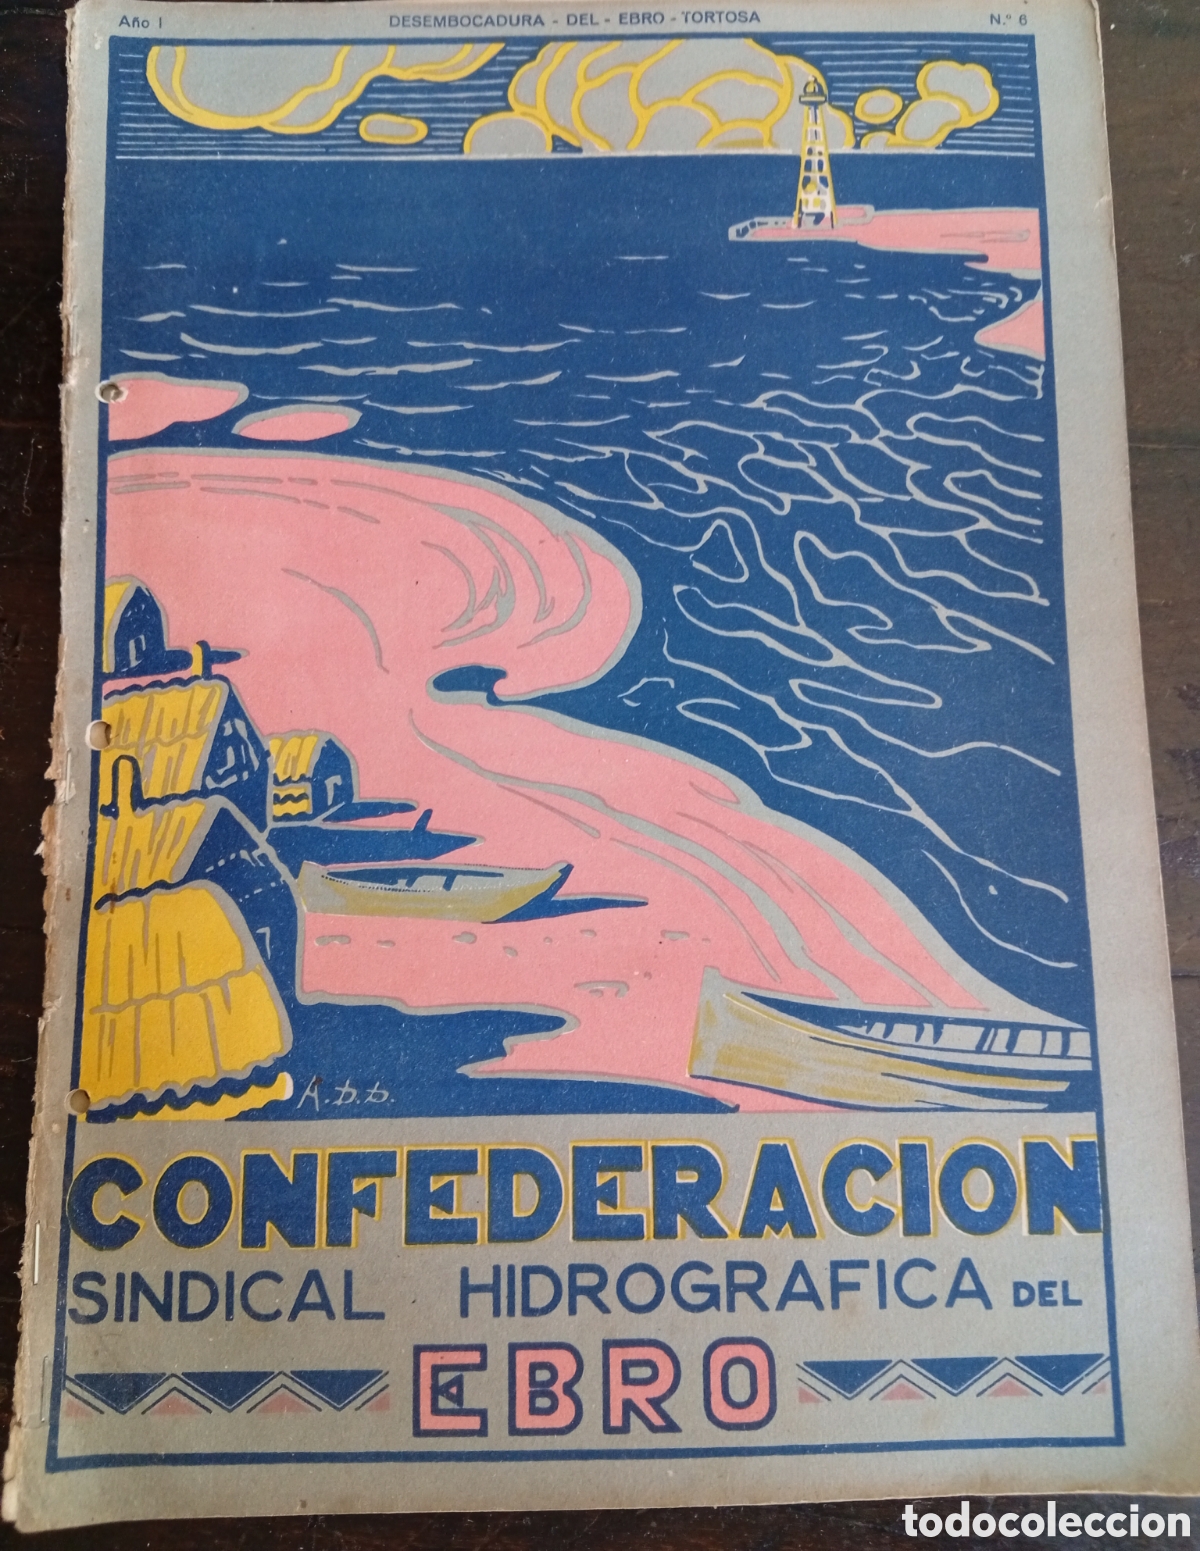 Año I DESEMBOCADURA - DEL - EBRO - TORTOSA N.º 6
A.D.D.
CONFEDERACION
SINDICAL HIDROGRAFICA DEL
EBRO
todocoleccion